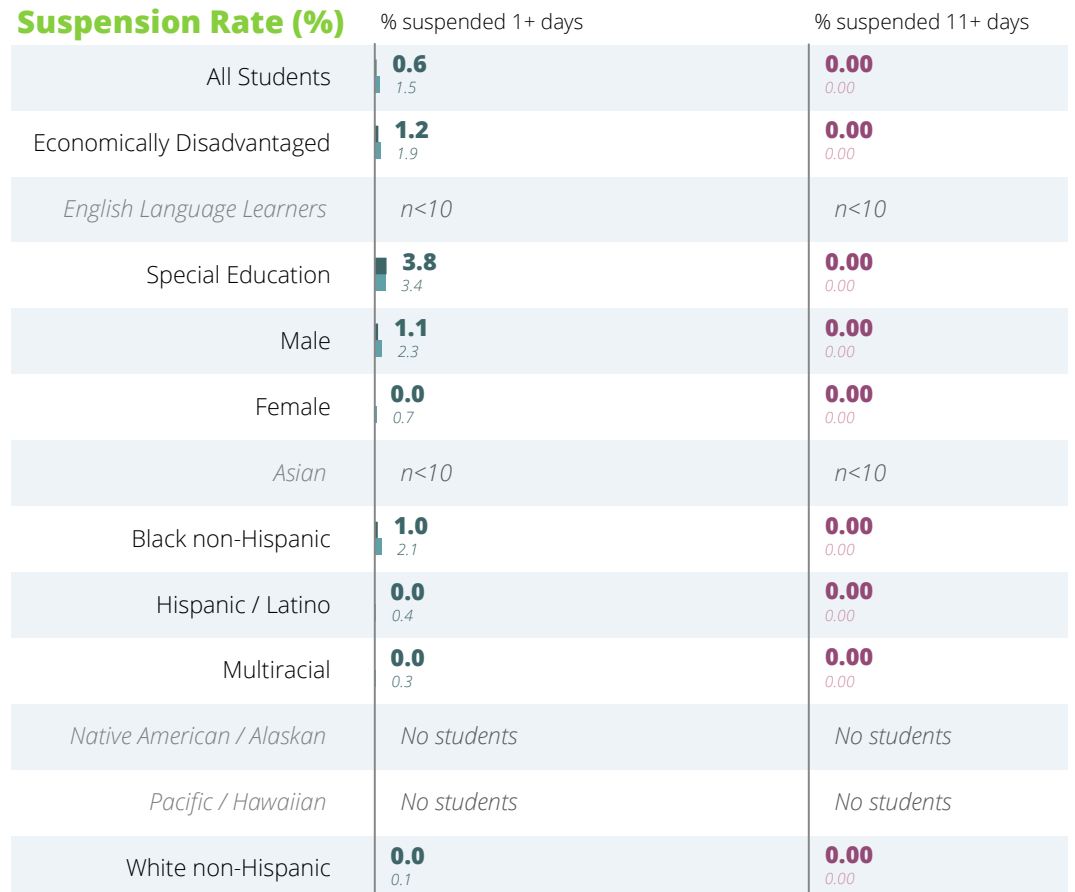 Suspension Rate (%) % suspended 1+ days % suspended 11+ days
All Students 0.6 0.00
1.5 0.00
Economically Disadvantaged 1.2 0.00
1.9 0.00
English Language Learners n<10 n<10
Special Education 3.8 0.00
3.4 0.00
Male 1.1 0.00
2.3 0.00
Female 0.0 0.00
0.7 0.00
Asian n<10 n<10
Black non-Hispanic 1.0 0.00
2.1 0.00
Hispanic / Latino 0.0 0.00
0.4 0.00
Multiracial 0.0 0.00
0.3 0.00
Native American / Alaskan No students No students
Pacific / Hawaiian No students No students
White non-Hispanic 0.0 0.00
0.1 0.00